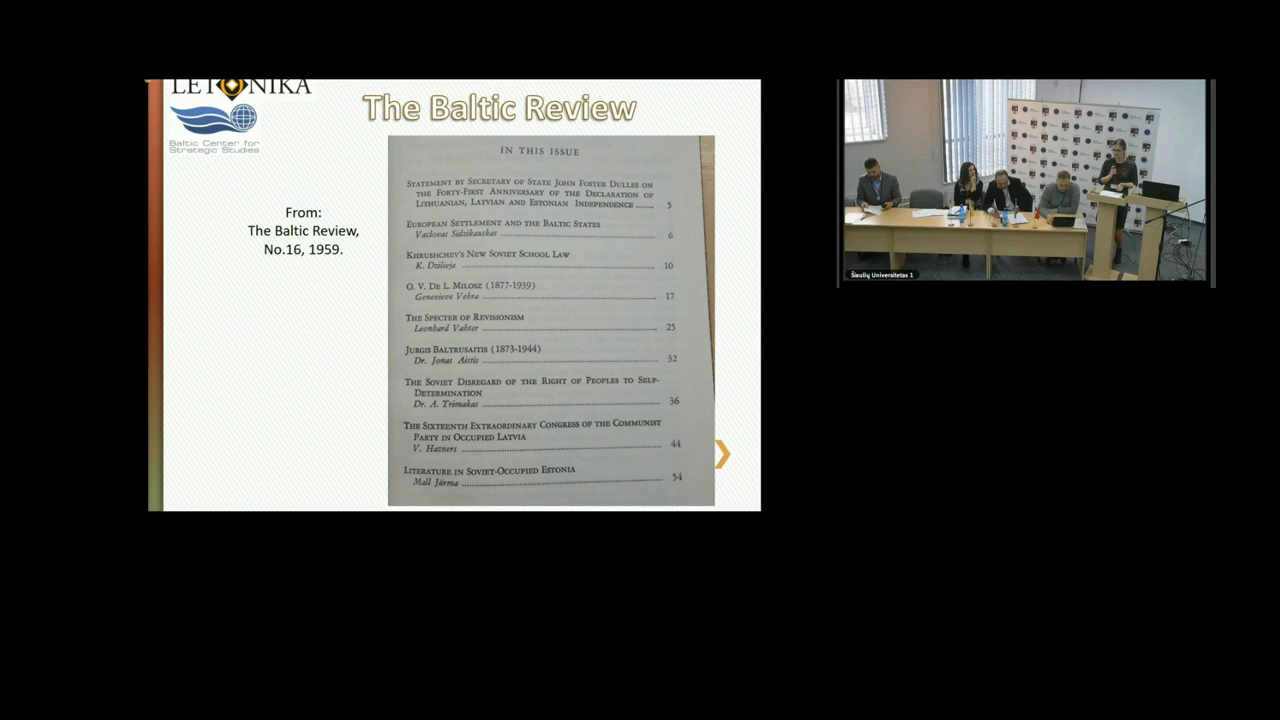 LETONIKA
Baltic Center for
Strategic Studies
The Baltic Review
From:
The Baltic Review,
No.16, 1959.
IN THIS ISSUE
STATEMENT BY SECRETARY OF STATE JOHN FOSTER DULLES ON
THE FORTY-FIRST ANNIVERSARY OF THE DECLARATION OF
LITHUANIAN, LATVIAN AND ESTONIAN INDEPENDENCE ....... 5
EUROPEAN SETTLEMENT AND THE BALTIC STATES
Vaclovas Sidzikauskas ....... 6
KHRUSHCHEV'S NEW SOVIET SCHOOL LAW
K. Dzilleja ....... 10
O. V. DE L. MILOSZ (1877-1939)
Genevieve Vebra ....... 17
THE SPECTER OF REVISIONISM
Leonhard Vahter ....... 25
JURGIS BALTRUSAITIS (1873-1944)
Dr. Jonas Aistis ....... 32
THE SOVIET DISREGARD OF THE RIGHT OF PEOPLES TO SELF-
DETERMINATION
Dr. A. Trimakas ....... 36
THE SIXTEENTH EXTRAORDINARY CONGRESS OF THE COMMUNIST
PARTY IN OCCUPIED LATVIA
V. Hazners ....... 44
LITERATURE IN SOVIET-OCCUPIED ESTONIA
Mall Jürma ....... 54
Šiaulių Universitetas 1